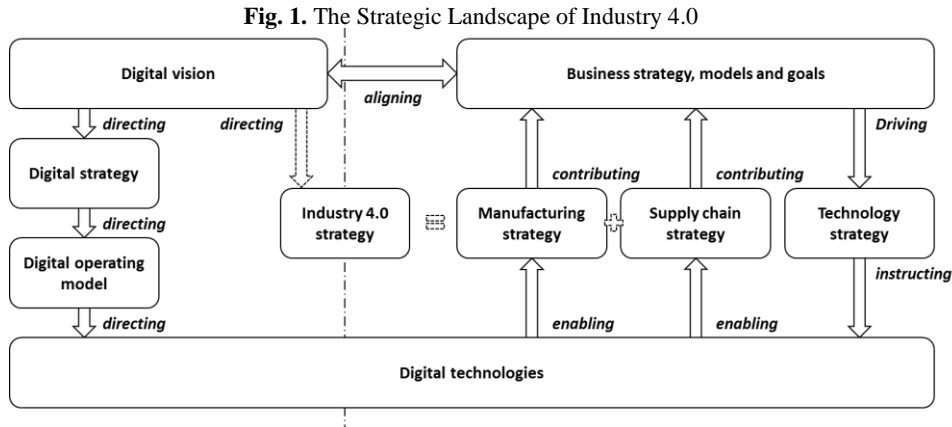 Fig. 1. The Strategic Landscape of Industry 4.0
Digital vision
aligning
Business strategy, models and goals
directing
directing
contributing
contributing
Driving
Digital strategy
directing
Industry 4.0
strategy
Manufacturing
strategy
Supply chain
strategy
Technology
strategy
Digital operating
model
directing
enabling
enabling
instructing
Digital technologies